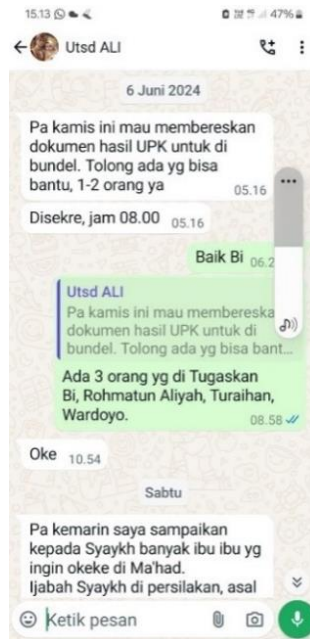 15.13
47%
Utsd ALI
6 Juni 2024
Pa kamis ini mau membereskan
dokumen hasil UPK untuk di
bundel. Tolong ada yg bisa
bantu, 1-2 orang ya
05.16
Disekre, jam 08.00 05.16
Baik Bi 06.2
Utsd ALI
Pa kamis ini mau membereska
dokumen hasil UPK untuk di
bundel. Tolong ada yg bisa bant...
Ada 3 orang yg di Tugaskan
Bi, Rohmatun Aliyah, Turaihan,
Wardoyo.
08.58
Oke 10.54
Sabtu
Pa kemarin saya sampaikan
kepada Syaykh banyak ibu ibu yg
ingin okeke di Ma'had.
Ijabah Syaykh di persilakan, asal
Ketik pesan